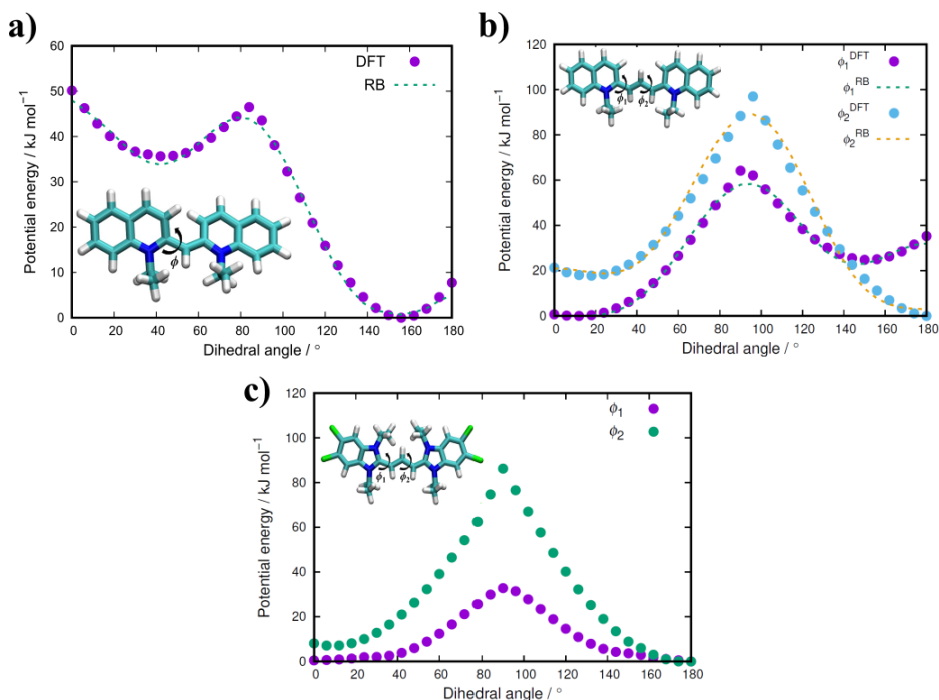 a)
60
50
40
30
20
10
0
0 20 40 60 80 100 120 140 160 180
Potential energy / kJ mol⁻¹
Dihedral angle / °
DFT
RB
ϕ
b)
120
100
80
60
40
20
0
0 20 40 60 80 100 120 140 160 180
Potential energy / kJ mol⁻¹
Dihedral angle / °
ϕ₁ᴰᶠᵀ
ϕ₁ᴿᴮ
ϕ₂ᴰᶠᵀ
ϕ₂ᴿᴮ
ϕ₁ ϕ₂
c)
120
100
80
60
40
20
0
0 20 40 60 80 100 120 140 160 180
Potential energy / kJ mol⁻¹
Dihedral angle / °
ϕ₁
ϕ₂
ϕ₁ ϕ₂